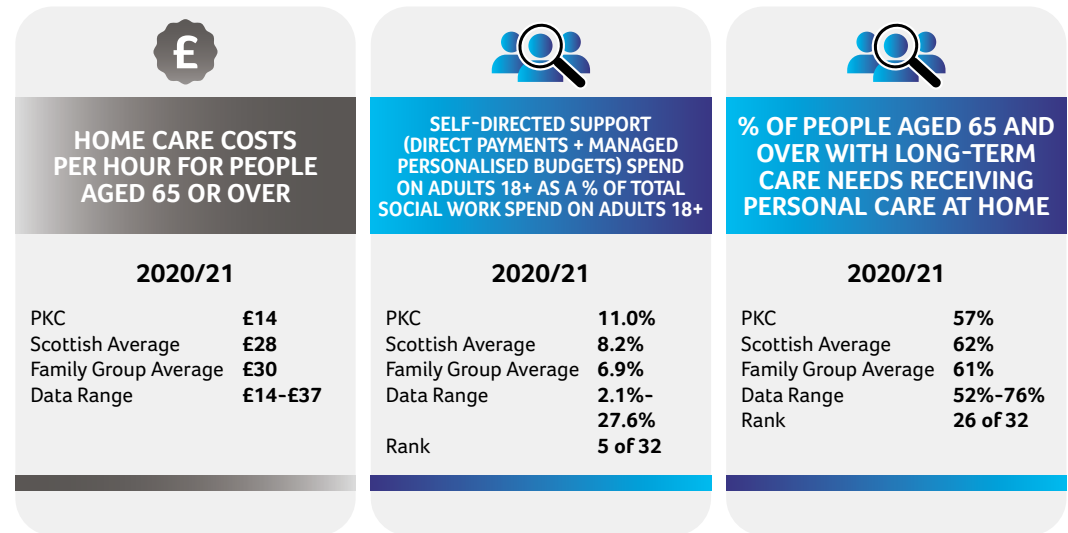 £
HOME CARE COSTS
PER HOUR FOR PEOPLE
AGED 65 OR OVER
2020/21
PKC £14
Scottish Average £28
Family Group Average £30
Data Range £14-£37
SELF-DIRECTED SUPPORT
(DIRECT PAYMENTS + MANAGED
PERSONALISED BUDGETS) SPEND
ON ADULTS 18+ AS A % OF TOTAL
SOCIAL WORK SPEND ON ADULTS 18+
2020/21
PKC 11.0%
Scottish Average 8.2%
Family Group Average 6.9%
Data Range 2.1%-
27.6%
Rank 5 of 32
% OF PEOPLE AGED 65 AND
OVER WITH LONG-TERM
CARE NEEDS RECEIVING
PERSONAL CARE AT HOME
2020/21
PKC 57%
Scottish Average 62%
Family Group Average 61%
Data Range 52%-76%
Rank 26 of 32